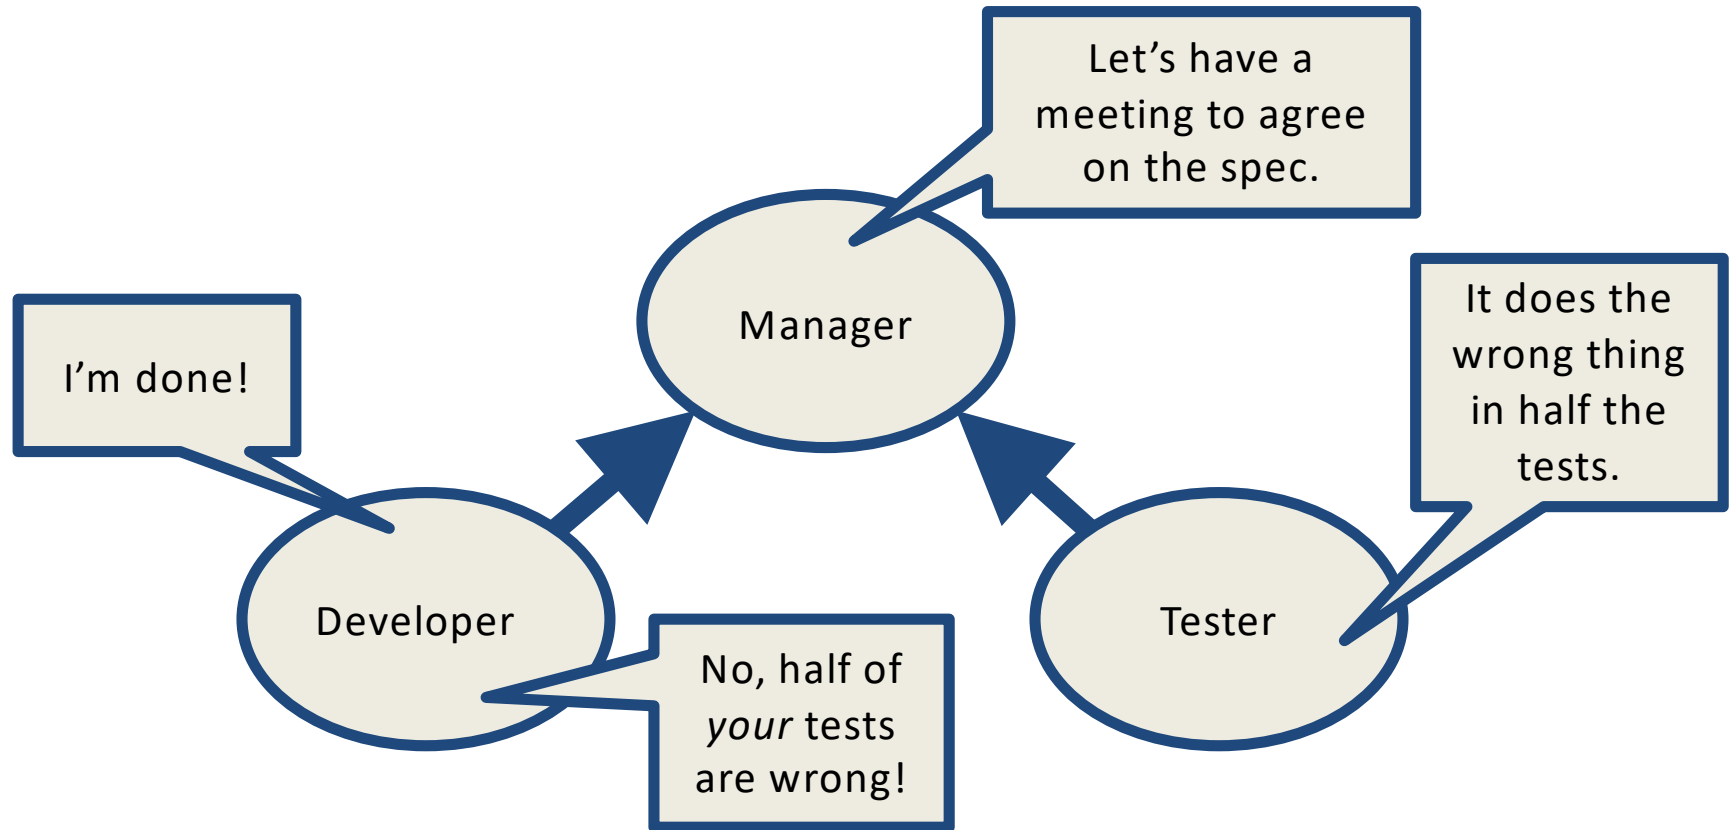 Let’s have a
meeting to agree
on the spec.
Manager
I’m done!
It does the
wrong thing
in half the
tests.
Developer
Tester
No, half of
your tests
are wrong!